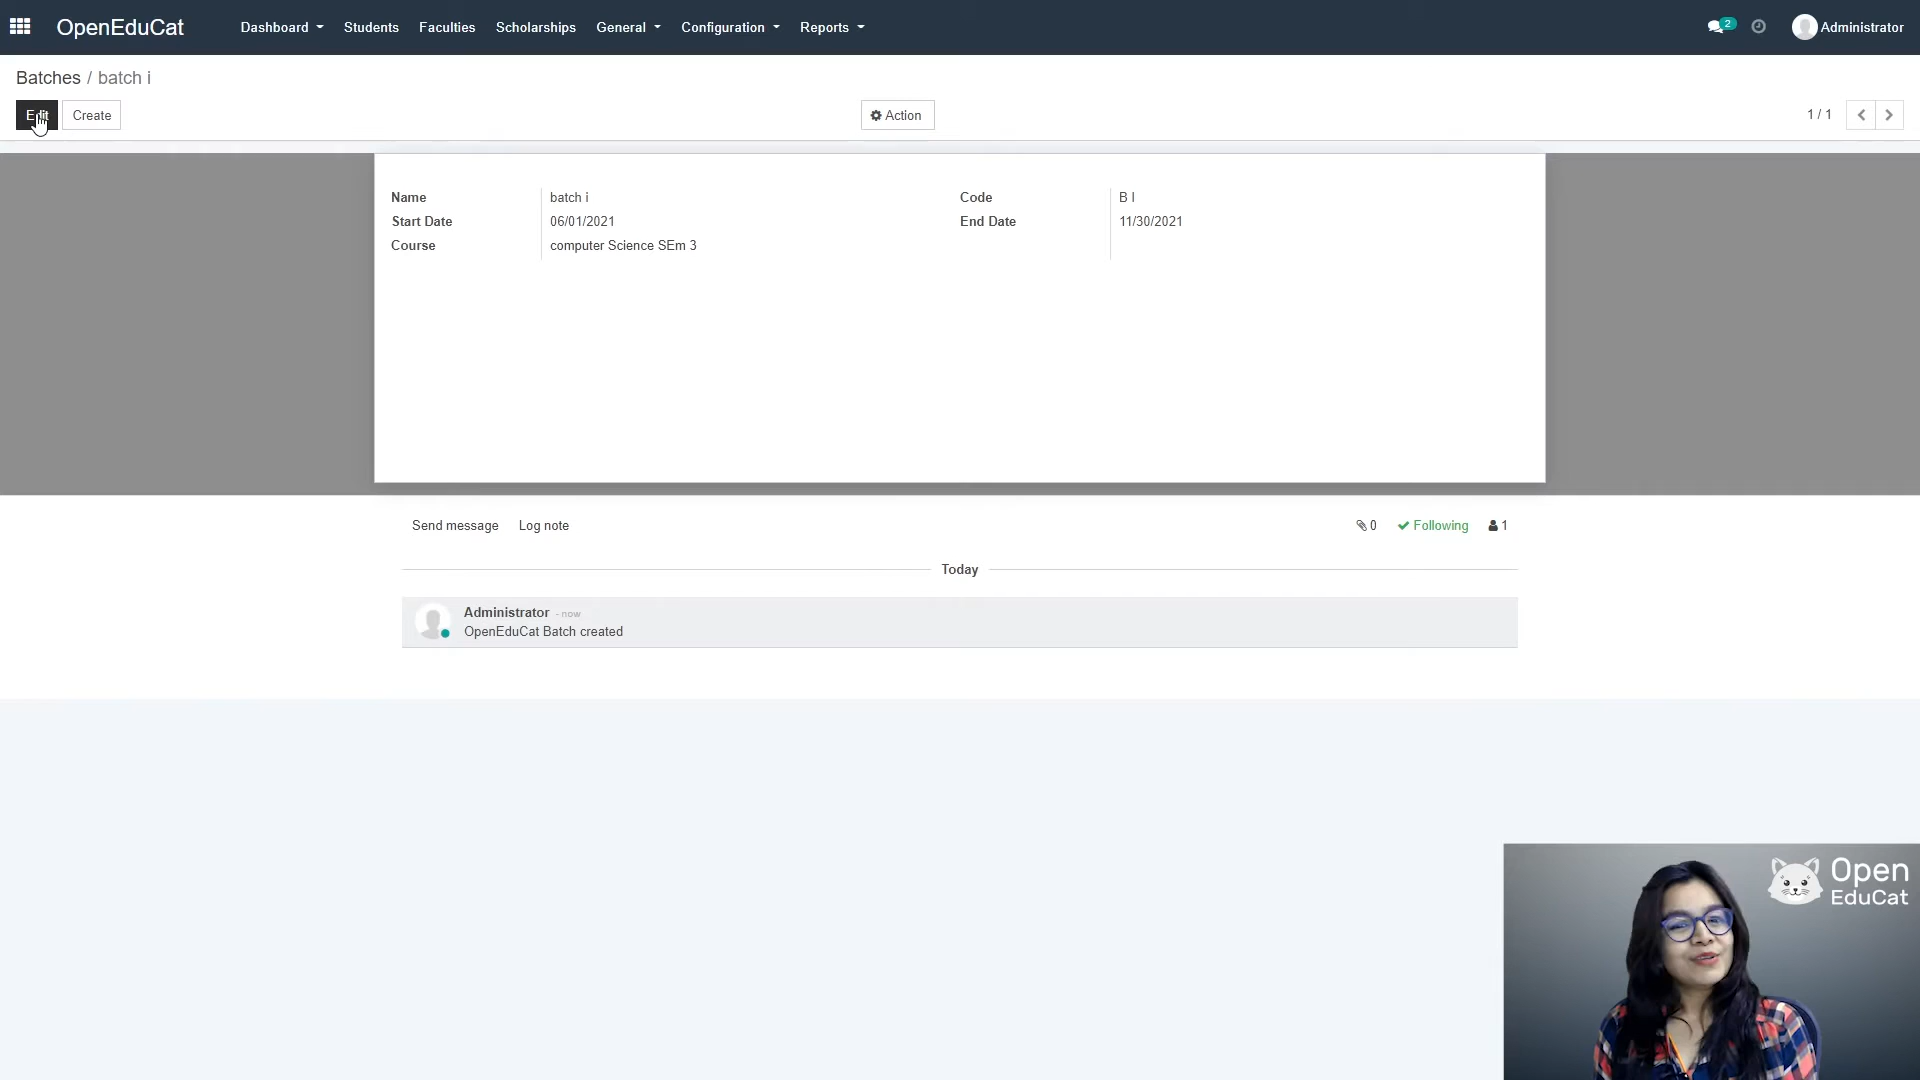 OpenEduCat Dashboard Students Faculties Scholarships General Configuration Reports 2 Administrator
Batches / batch i
Edit Create Action 1 / 1
Name batch i Code B I
Start Date 06/01/2021 End Date 11/30/2021
Course computer Science SEm 3
Send message Log note 0 Following 1
Today
Administrator - now
OpenEduCat Batch created
Open
EduCat